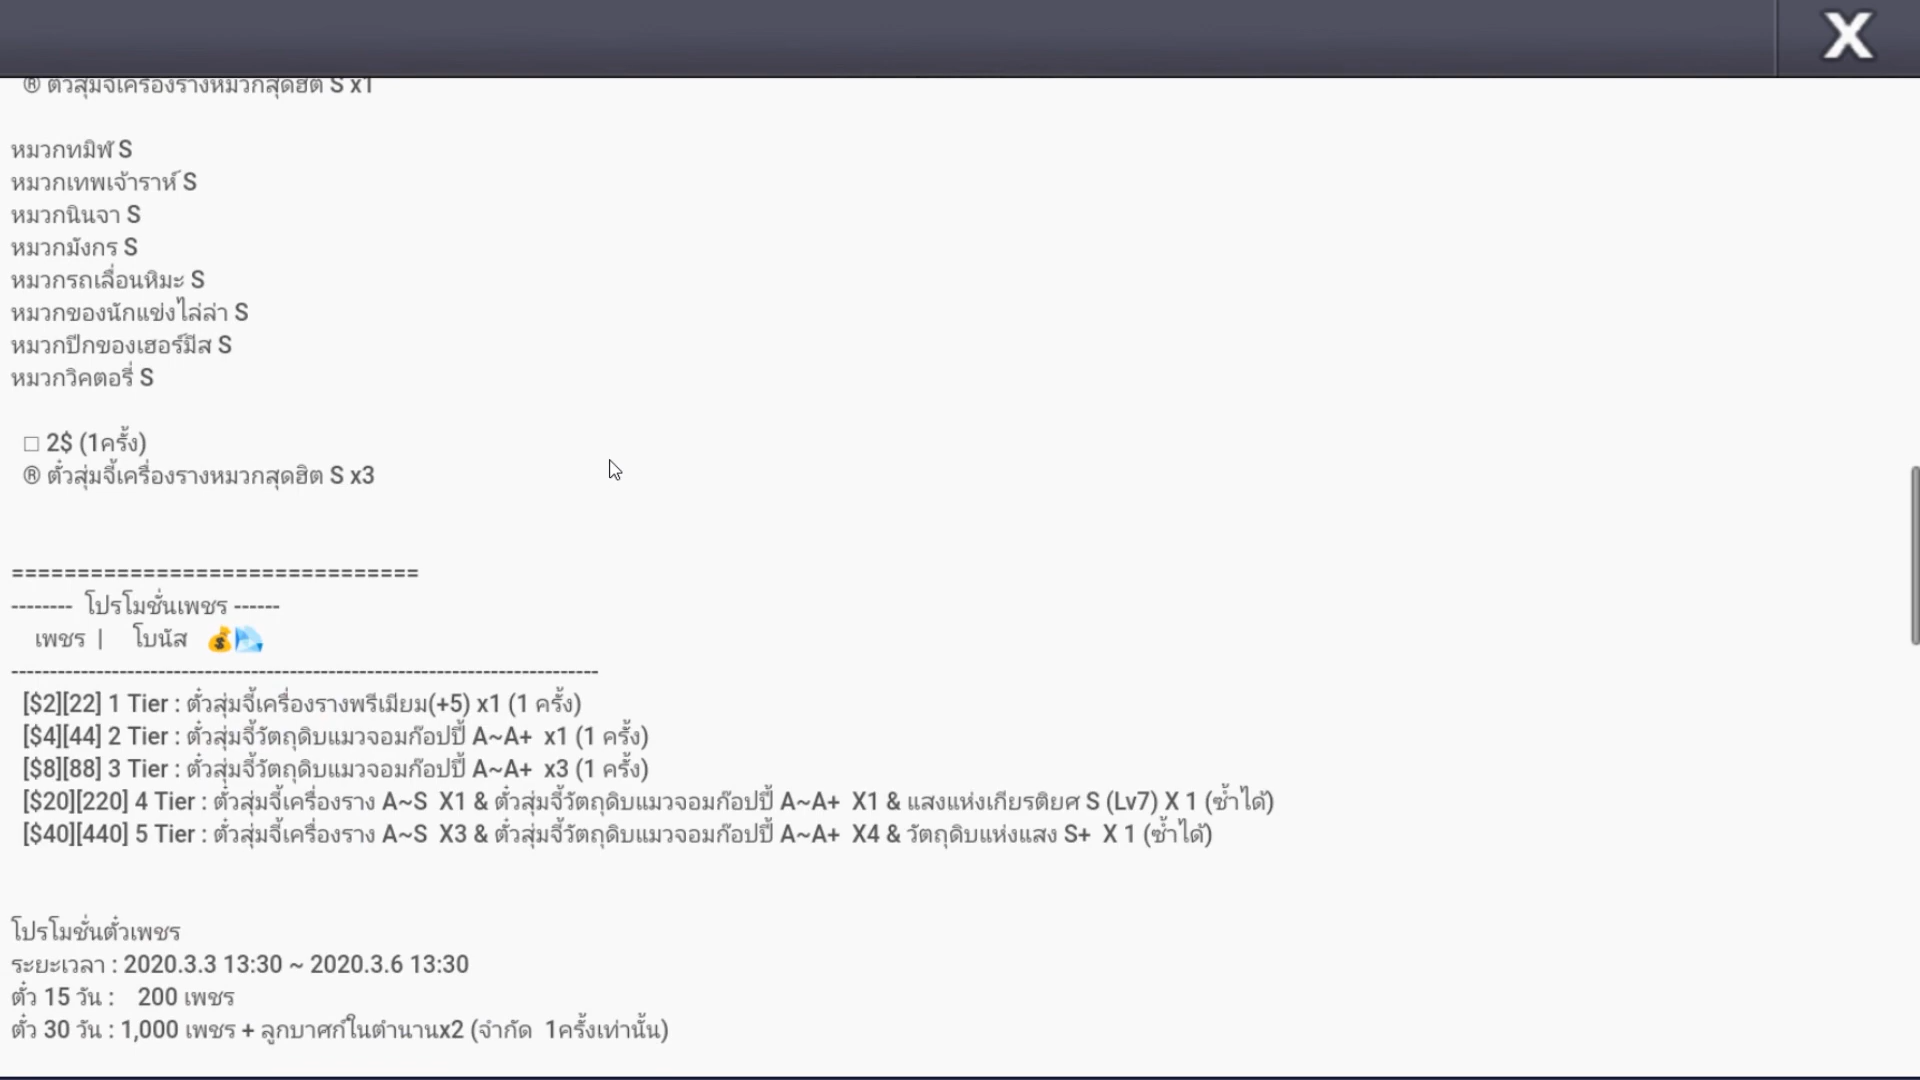 ® ตั๋วสุ่มจี้เครื่องรางหมวกสุดฮิต S x1
หมวกทมิฬ S
หมวกเทพเจ้าราห์ S
หมวกนินจา S
หมวกมังกร S
หมวกรถเลื่อนหิมะ S
หมวกของนักแข่งไล่ล่า S
หมวกปีกของเฮอร์มีส S
หมวกวิคตอรี่ S
□ 2$ (1ครั้ง)
® ตั๋วสุ่มจี้เครื่องรางหมวกสุดฮิต S x3
===============================
-------- โปรโมชั่นเพชร ------
เพชร | โบนัส 💰💎
---------------------------------------------------------------------------
[$2][22] 1 Tier : ตั๋วสุ่มจี้เครื่องรางพรีเมียม(+5) x1 (1 ครั้ง)
[$4][44] 2 Tier : ตั๋วสุ่มจี้วัตถุดิบแมวจอมก๊อปปี้ A~A+ x1 (1 ครั้ง)
[$8][88] 3 Tier : ตั๋วสุ่มจี้วัตถุดิบแมวจอมก๊อปปี้ A~A+ x3 (1 ครั้ง)
[$20][220] 4 Tier : ตั๋วสุ่มจี้เครื่องราง A~S X1 & ตั๋วสุ่มจี้วัตถุดิบแมวจอมก๊อปปี้ A~A+ X1 & แสงแห่งเกียรติยศ S (Lv7) X 1 (ซ้ำได้)
[$40][440] 5 Tier : ตั๋วสุ่มจี้เครื่องราง A~S X3 & ตั๋วสุ่มจี้วัตถุดิบแมวจอมก๊อปปี้ A~A+ X4 & วัตถุดิบแห่งแสง S+ X 1 (ซ้ำได้)
โปรโมชั่นตั๋วเพชร
ระยะเวลา : 2020.3.3 13:30 ~ 2020.3.6 13:30
ตั๋ว 15 วัน : 200 เพชร
ตั๋ว 30 วัน : 1,000 เพชร + ลูกบาศก์ในตำนานx2 (จำกัด 1ครั้งเท่านั้น)